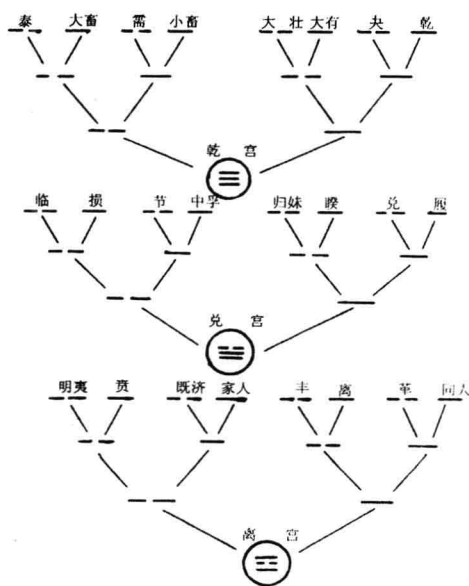 泰 大畜 需 小畜 大壮 大有 夬 乾
乾 宫
临 损 节 中孚 归妹 睽 兑 履
兑 宫
明夷 贲 既济 家人 丰 离 革 同人
离 宫